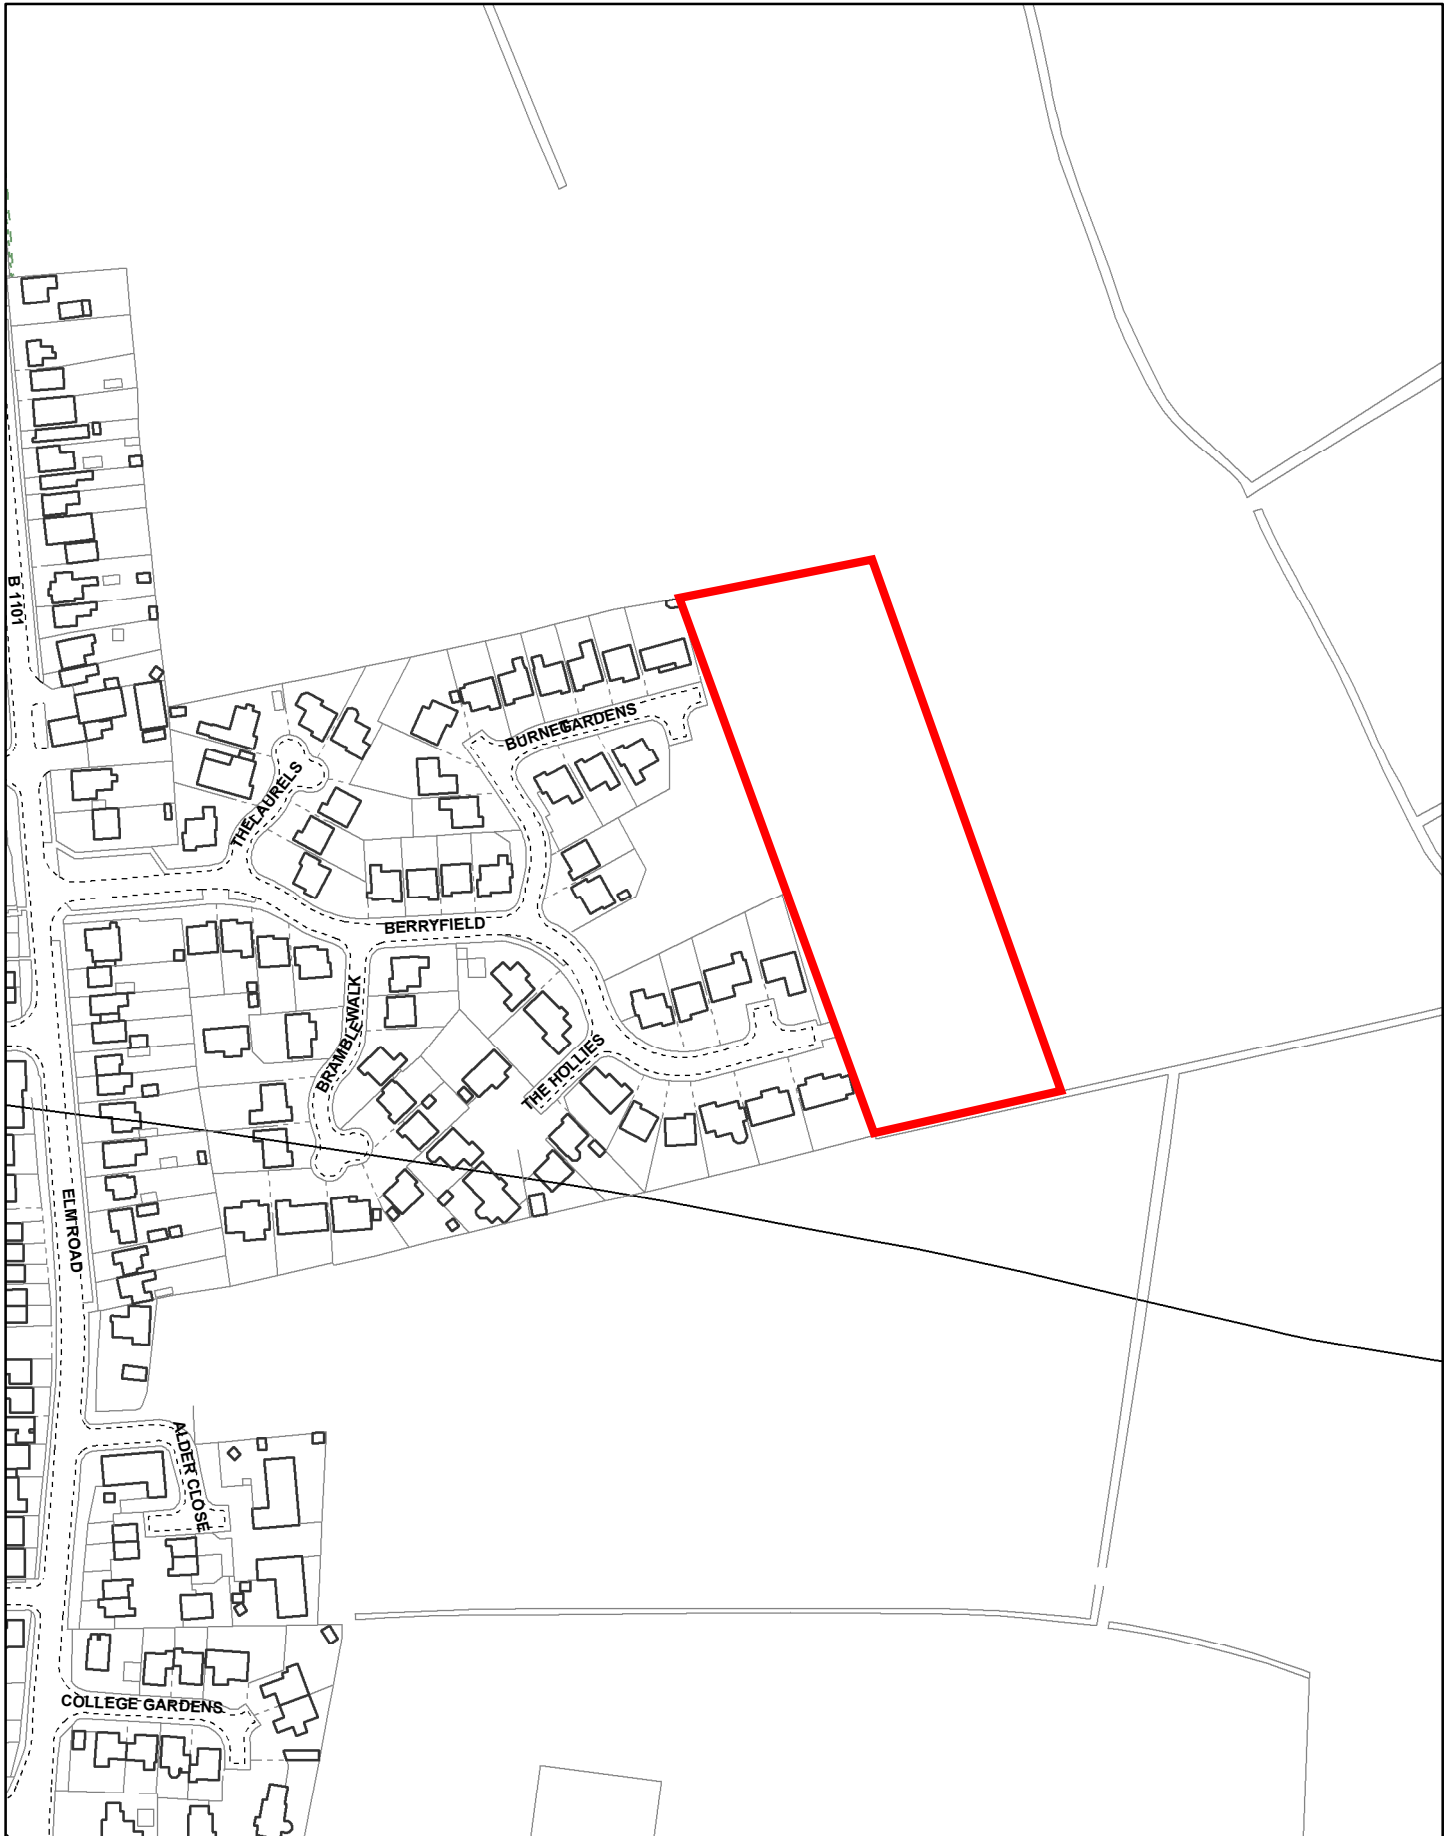 B 1101
BURNET GARDENS
THE LAURELS
BERRYFIELD
BRAMBLE WALK
THE HOLLIES
ELM ROAD
ALDER CLOSE
COLLEGE GARDENS